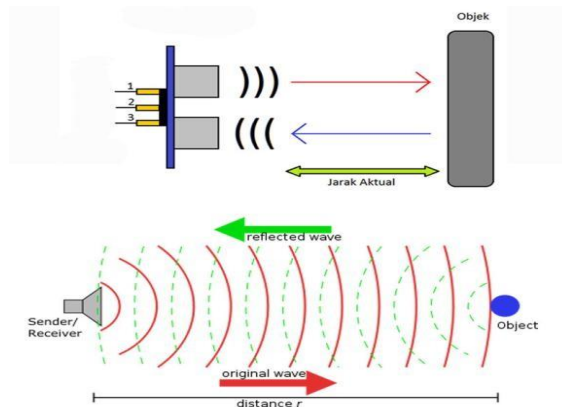 Objek
1
2
3
Jarak Aktual
reflected wave
Sender/
Receiver
Object
original wave
distance r